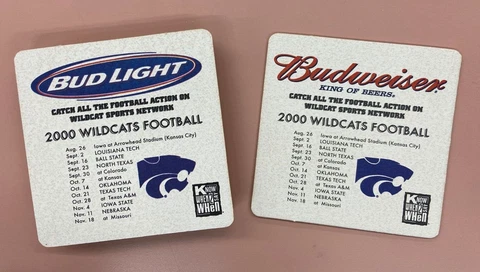 BUD LIGHT
CATCH ALL THE FOOTBALL ACTION ON
WILDCAT SPORTS NETWORK
2000 WILDCATS FOOTBALL
Aug. 26 Iowa at Arrowhead Stadium (Kansas City)
Sept. 2 LOUISIANA TECH
Sept. 16 BALL STATE
Sept. 23 NORTH TEXAS
Sept. 30 at Colorado
Oct. 7 at Kansas
Oct. 14 OKLAHOMA
Oct. 21 TEXAS TECH
Oct. 28 at Texas A&M
Nov. 4 IOWA STATE
Nov. 11 NEBRASKA
Nov. 18 at Missouri
KNOW
WHEN
WHEN
Budweiser
KING OF BEERS®
CATCH ALL THE FOOTBALL ACTION ON
WILDCAT SPORTS NETWORK
2000 WILDCATS FOOTBALL
Aug. 26 Iowa at Arrowhead Stadium (Kansas City)
Sept. 2 LOUISIANA TECH
Sept. 16 BALL STATE
Sept. 23 NORTH TEXAS
Sept. 30 at Colorado
Oct. 7 at Kansas
Oct. 14 OKLAHOMA
Oct. 21 TEXAS TECH
Oct. 28 at Texas A&M
Nov. 4 IOWA STATE
Nov. 11 NEBRASKA
Nov. 18 at Missouri
KNOW
WHEN
WHEN